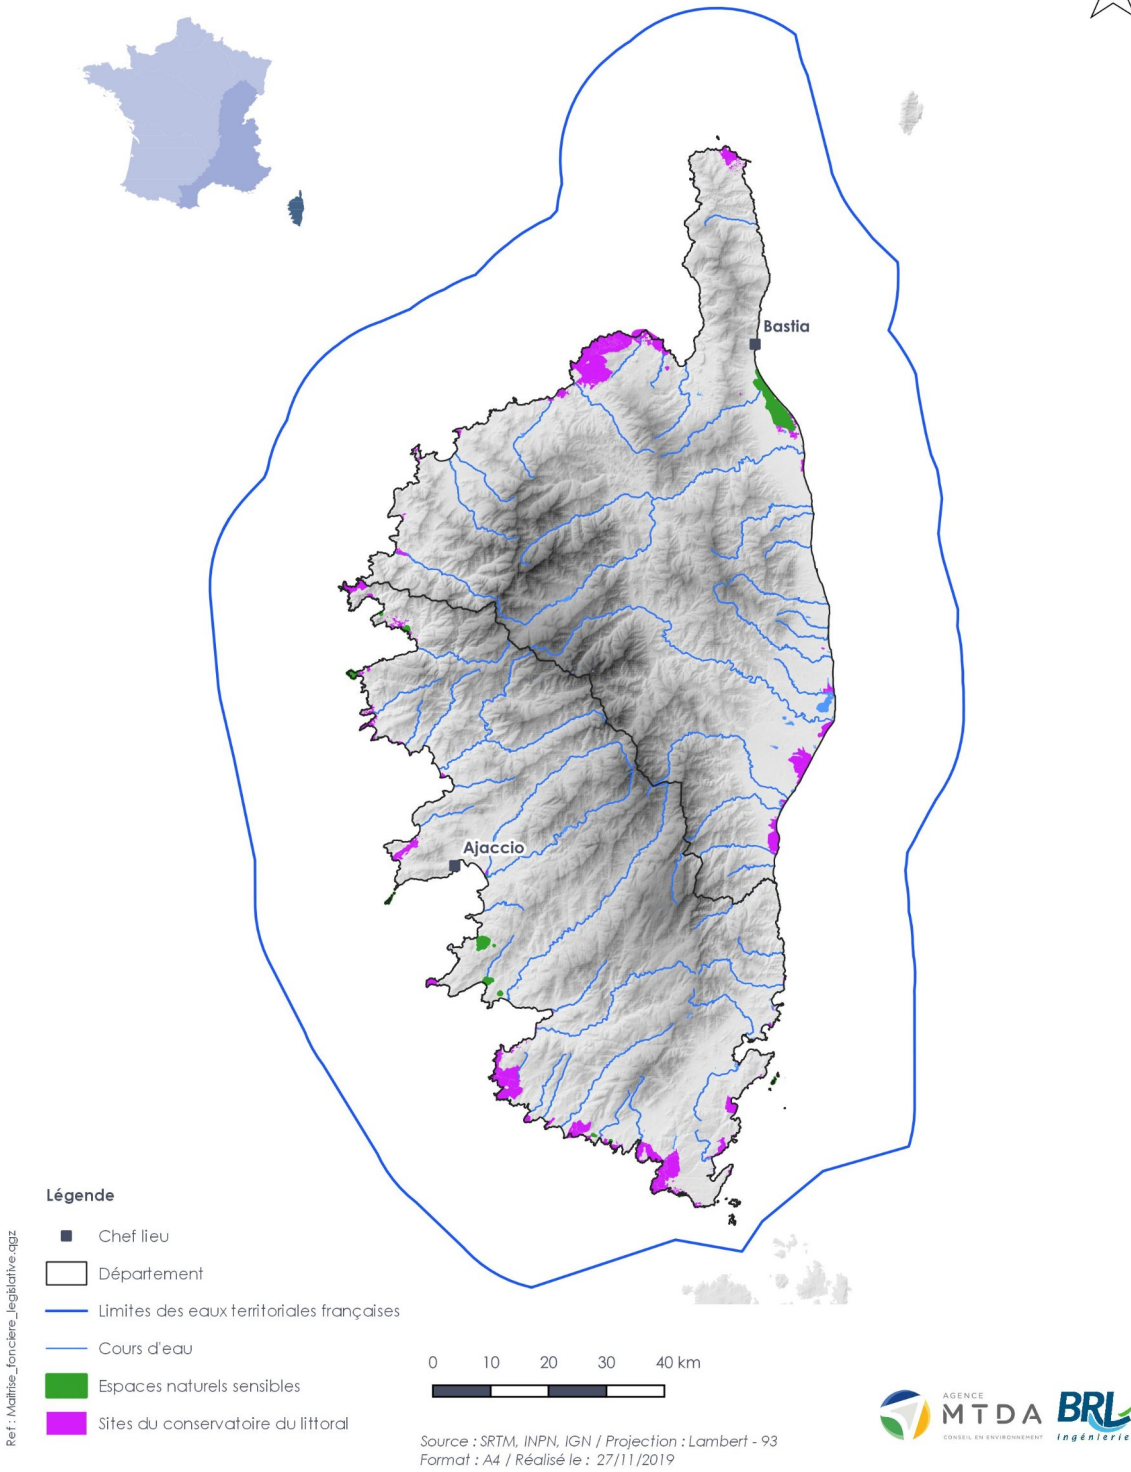 Bastia
Ajaccio
Légende
Chef lieu
Département
Limites des eaux territoriales françaises
Cours d'eau
Espaces naturels sensibles
Sites du conservatoire du littoral
0 10 20 30 40 km
Source : SRTM, INPN, IGN / Projection : Lambert - 93
Format : A4 / Réalisé le : 27/11/2019
Ref : Maitrise_fonciere_legislative.qgz
AGENCE
MTDA
CONSEIL EN ENVIRONNEMENT
BRL
Ingénierie